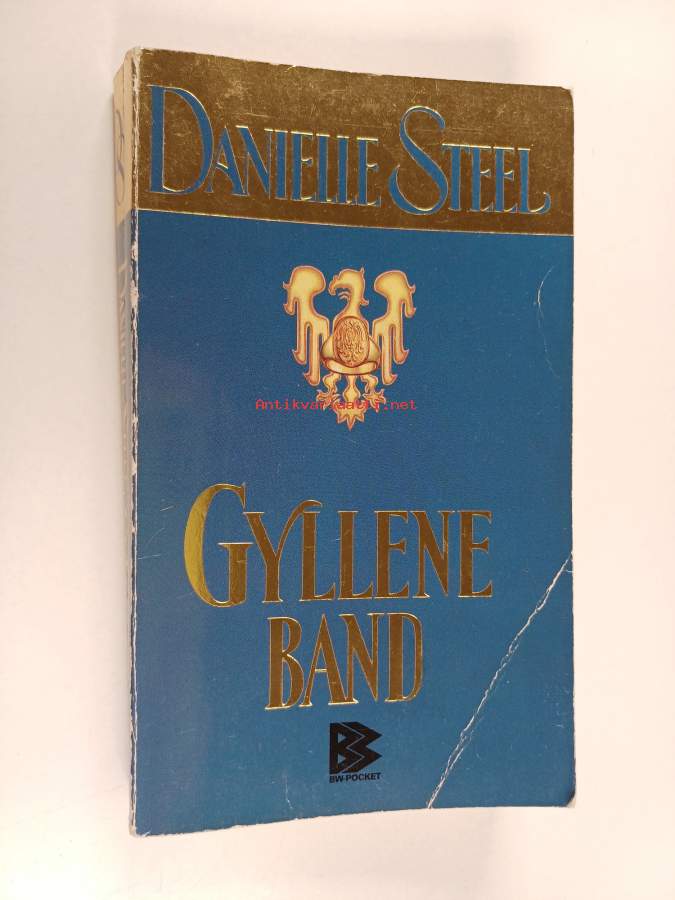 DANIELLE STEEL
Antikvariaatti.net
GYLLENE
BAND
BW-POCKET